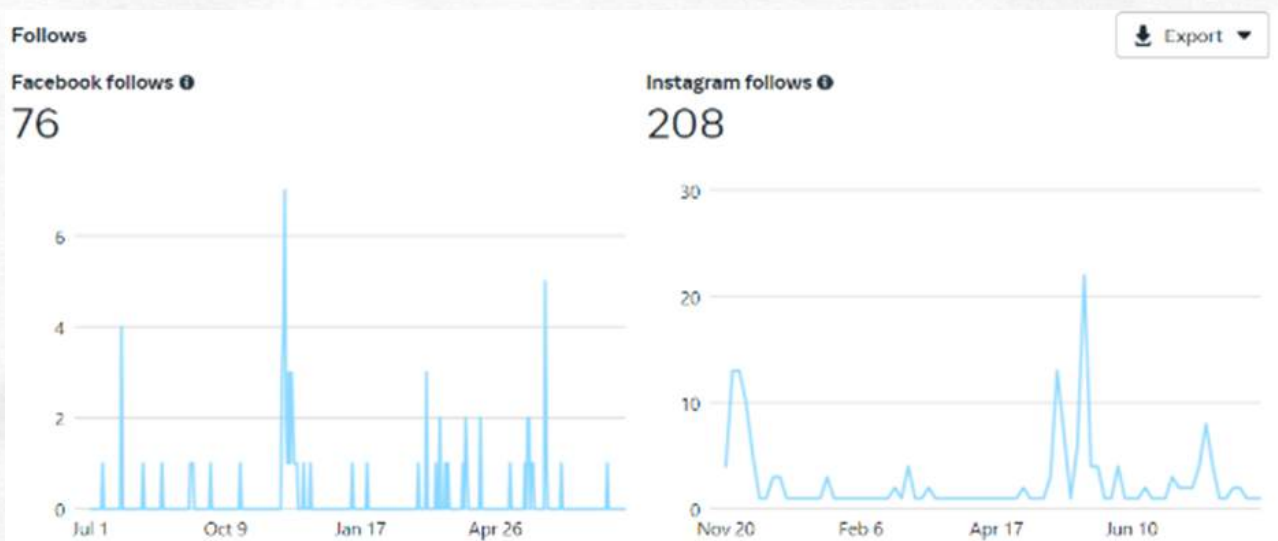 Follows
Export
Facebook follows
76
Instagram follows
208
6
4
2
0
Jul 1
Oct 9
Jan 17
Apr 26
30
20
10
0
Nov 20
Feb 6
Apr 17
Jun 10